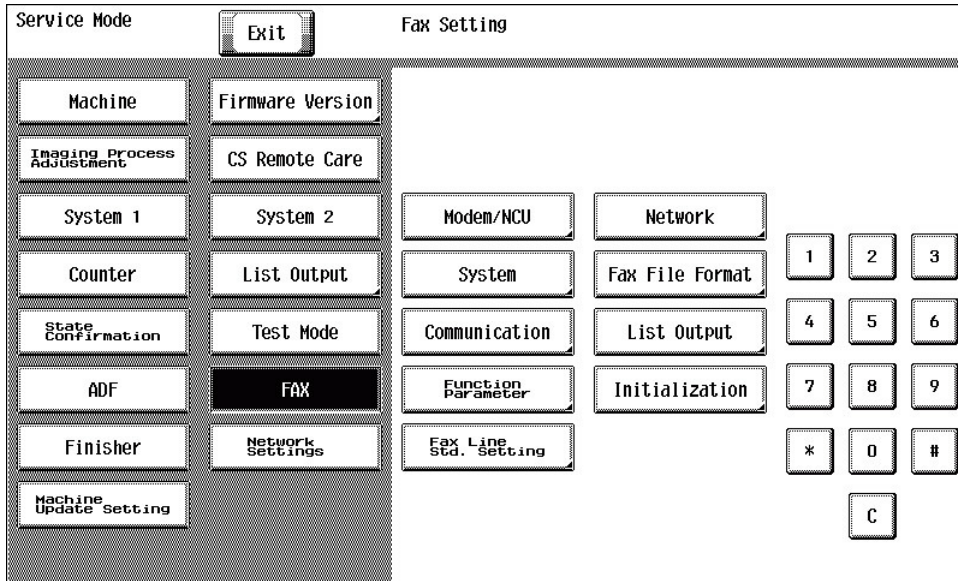 Service Mode
Exit
Fax Setting
Machine
Firmware Version
Imaging Process
Adjustment
CS Remote Care
System 1
System 2
Modem/NCU
Network
Counter
List Output
System
Fax File Format
1
2
3
State
Confirmation
Test Mode
Communication
List Output
4
5
6
ADF
FAX
Function
Parameter
Initialization
7
8
9
Finisher
Network
Settings
Fax Line
Std. Setting
*
0
#
Machine
Update Setting
C